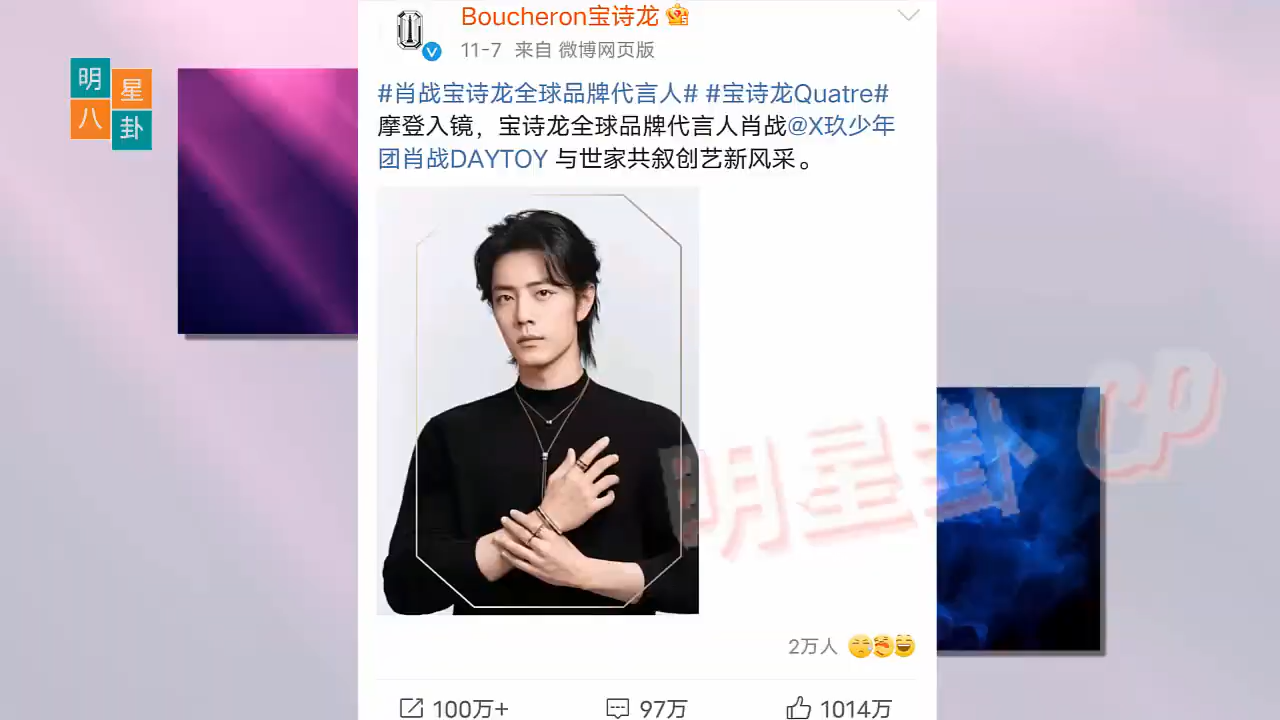 明星
八卦
Boucheron宝诗龙
11-7 来自 微博网页版
#肖战宝诗龙全球品牌代言人# #宝诗龙Quatre#
摩登入镜，宝诗龙全球品牌代言人肖战@X玖少年
团肖战DAYTOY 与世家共叙创艺新风采。
明星卦 CP
2万人
100万+
97万
1014万